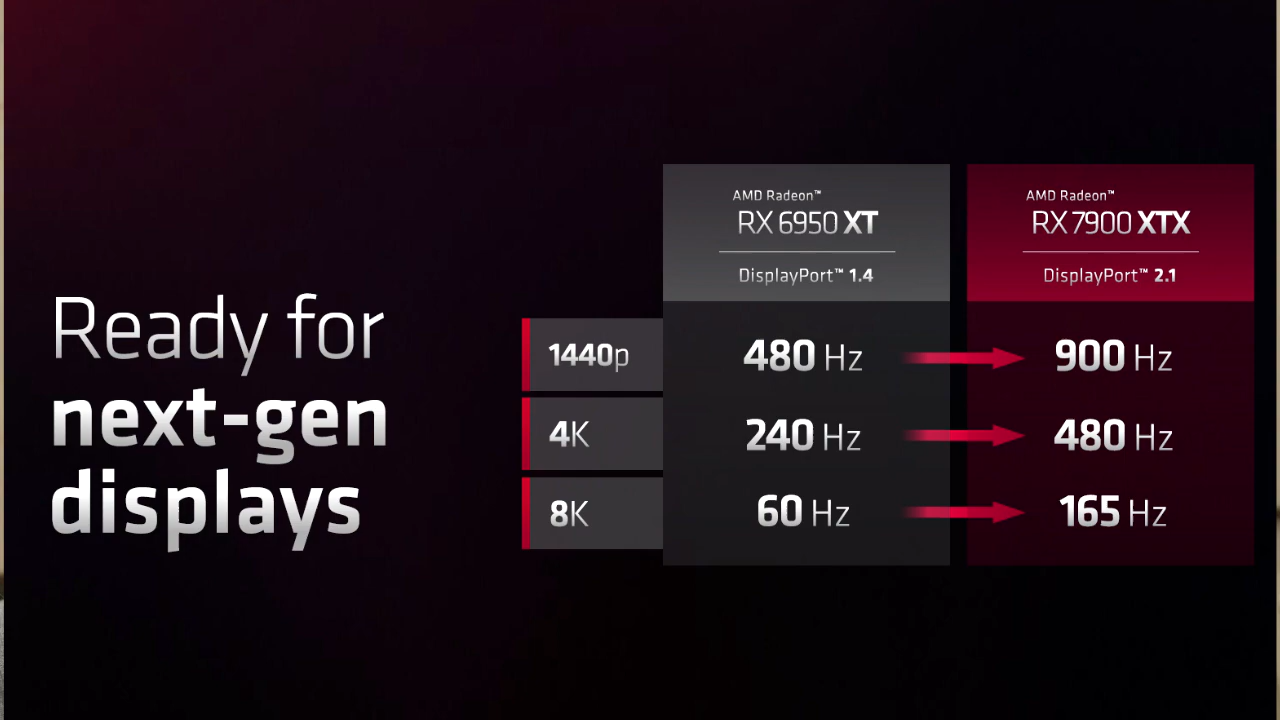 Ready for
next-gen
displays
AMD Radeon™
RX 6950 XT
DisplayPort™ 1.4
AMD Radeon™
RX 7900 XTX
DisplayPort™ 2.1
1440p 480 Hz 900 Hz
4K 240 Hz 480 Hz
8K 60 Hz 165 Hz